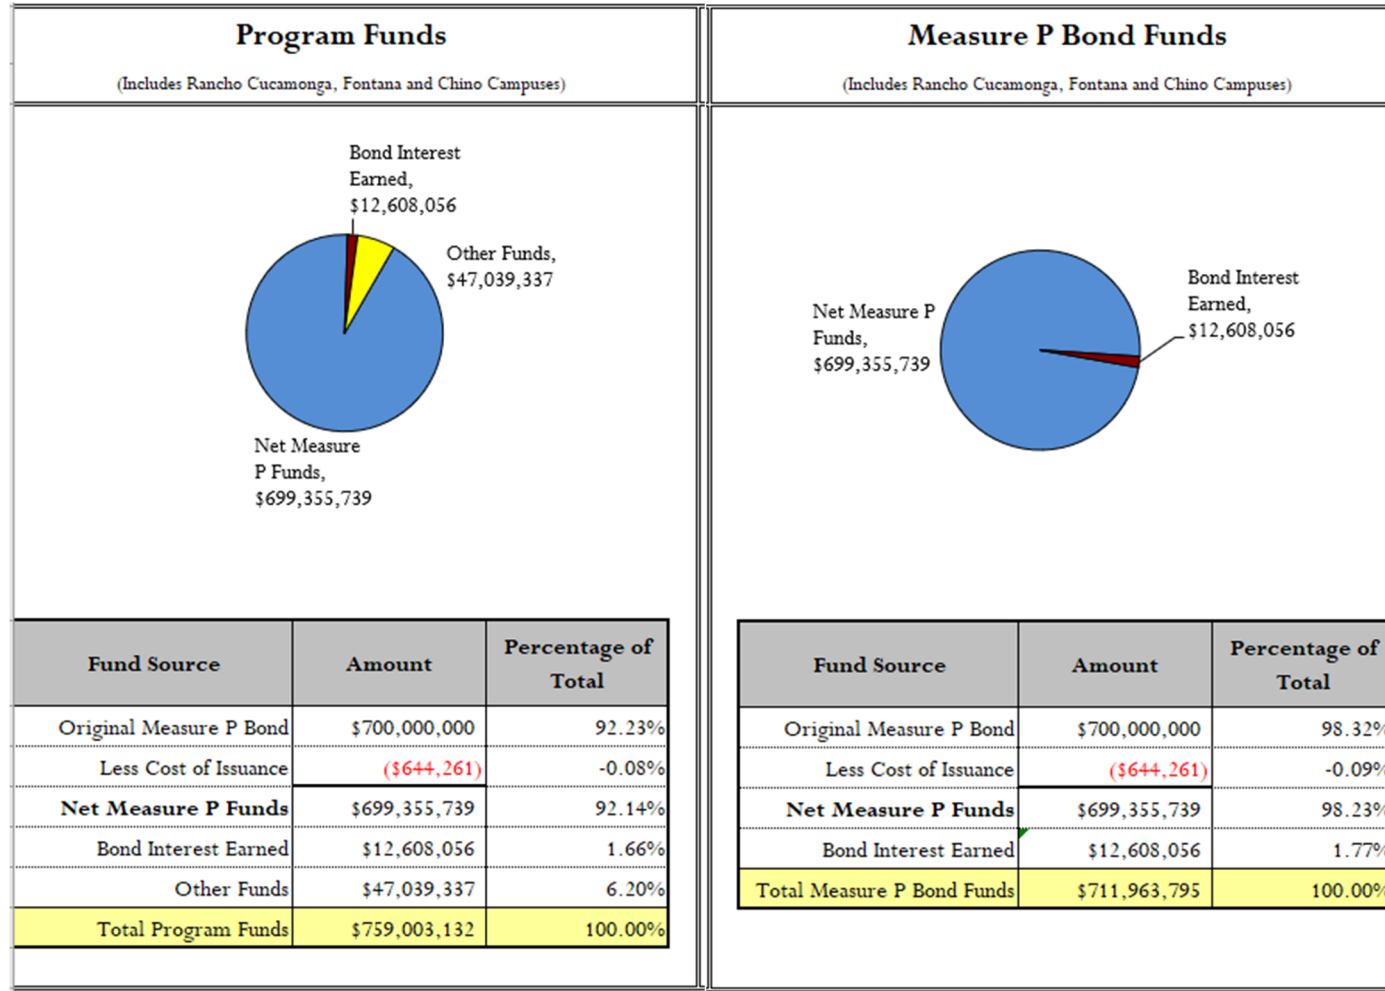 Program Funds
(Includes Rancho Cucamonga, Fontana and Chino Campuses)
Bond Interest
Earned,
$12,608,056
Other Funds,
$47,039,337
Net Measure
P Funds,
$699,355,739
Fund Source Amount Percentage of Total
Original Measure P Bond $700,000,000 92.23%
Less Cost of Issuance ($644,261) -0.08%
Net Measure P Funds $699,355,739 92.14%
Bond Interest Earned $12,608,056 1.66%
Other Funds $47,039,337 6.20%
Total Program Funds $759,003,132 100.00%
Measure P Bond Funds
(Includes Rancho Cucamonga, Fontana and Chino Campuses)
Net Measure P
Funds,
$699,355,739
Bond Interest
Earned,
$12,608,056
Fund Source Amount Percentage of Total
Original Measure P Bond $700,000,000 98.32%
Less Cost of Issuance ($644,261) -0.09%
Net Measure P Funds $699,355,739 98.23%
Bond Interest Earned $12,608,056 1.77%
Total Measure P Bond Funds $711,963,795 100.00%